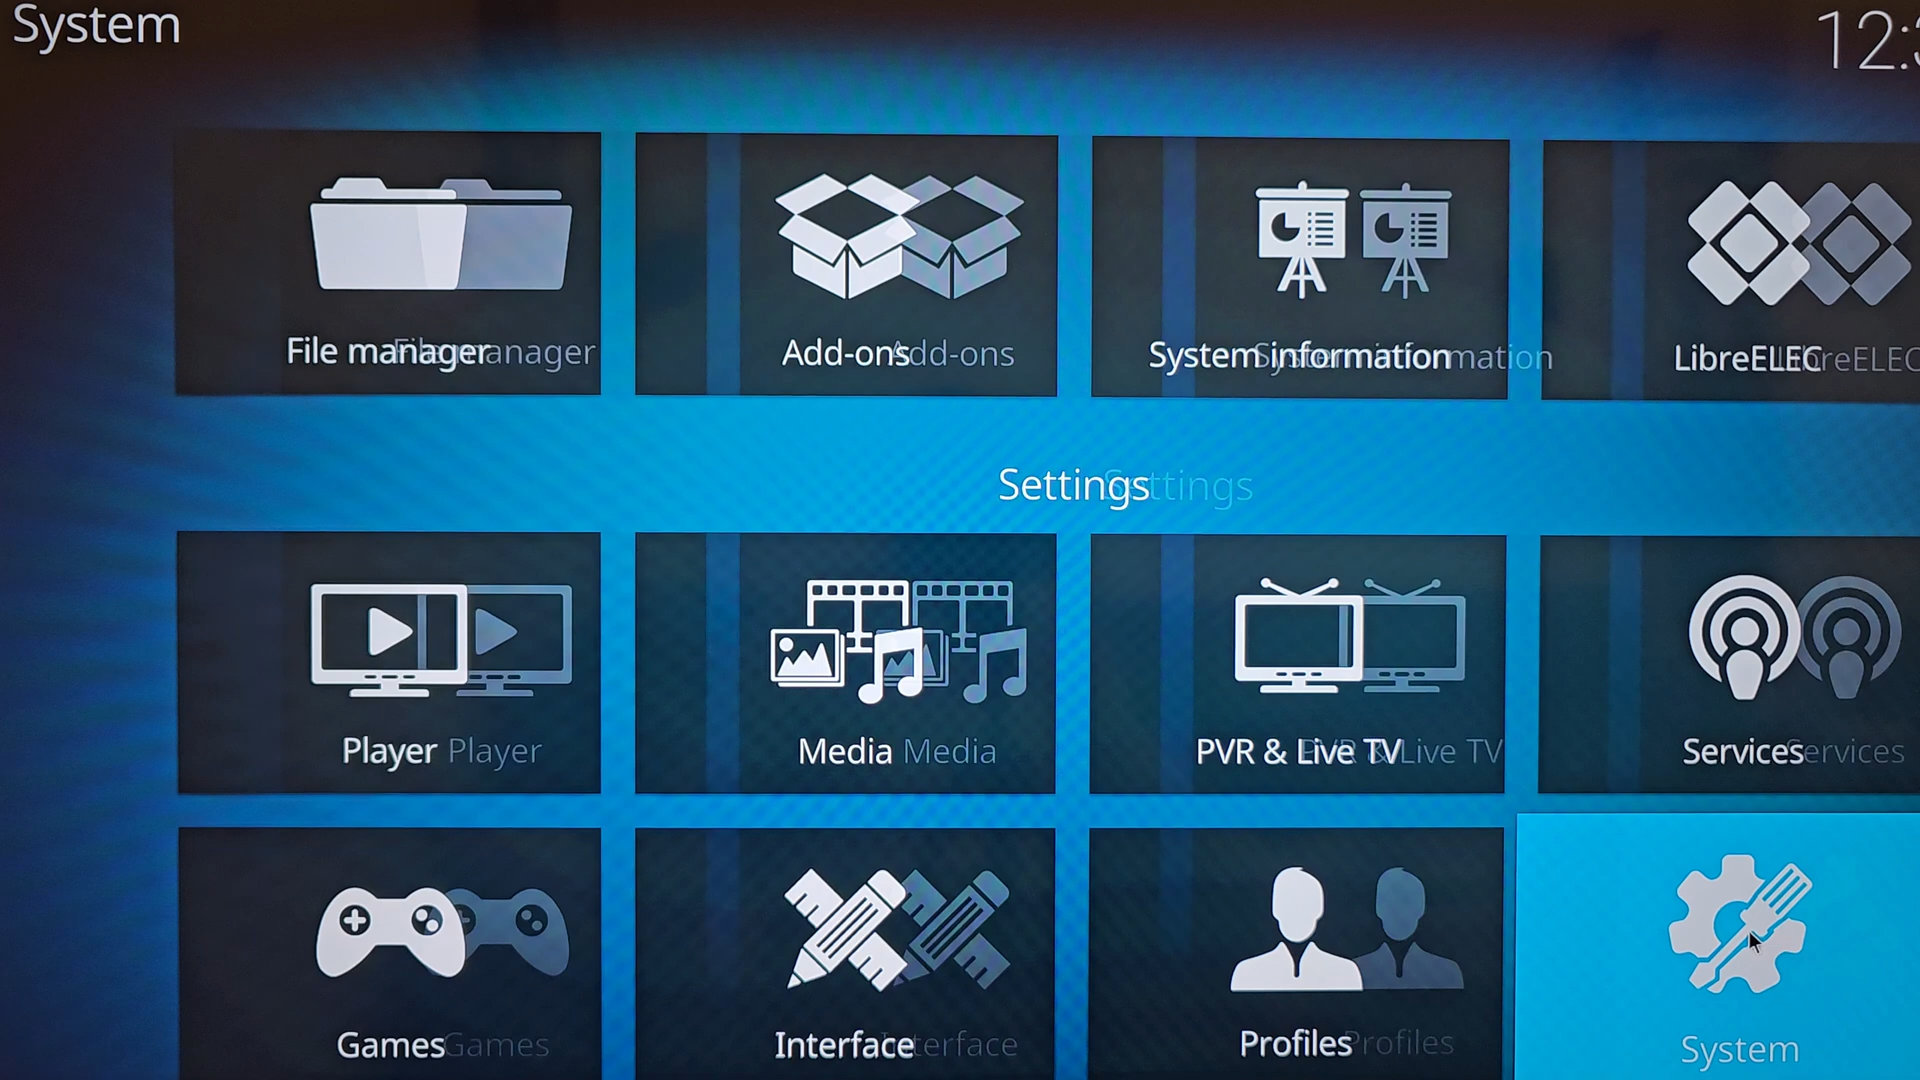 System
12:
File manager
Add-ons
System information
LibreELEC
Settings
Player
Media
PVR & Live TV
Services
Games
Interface
Profiles
System